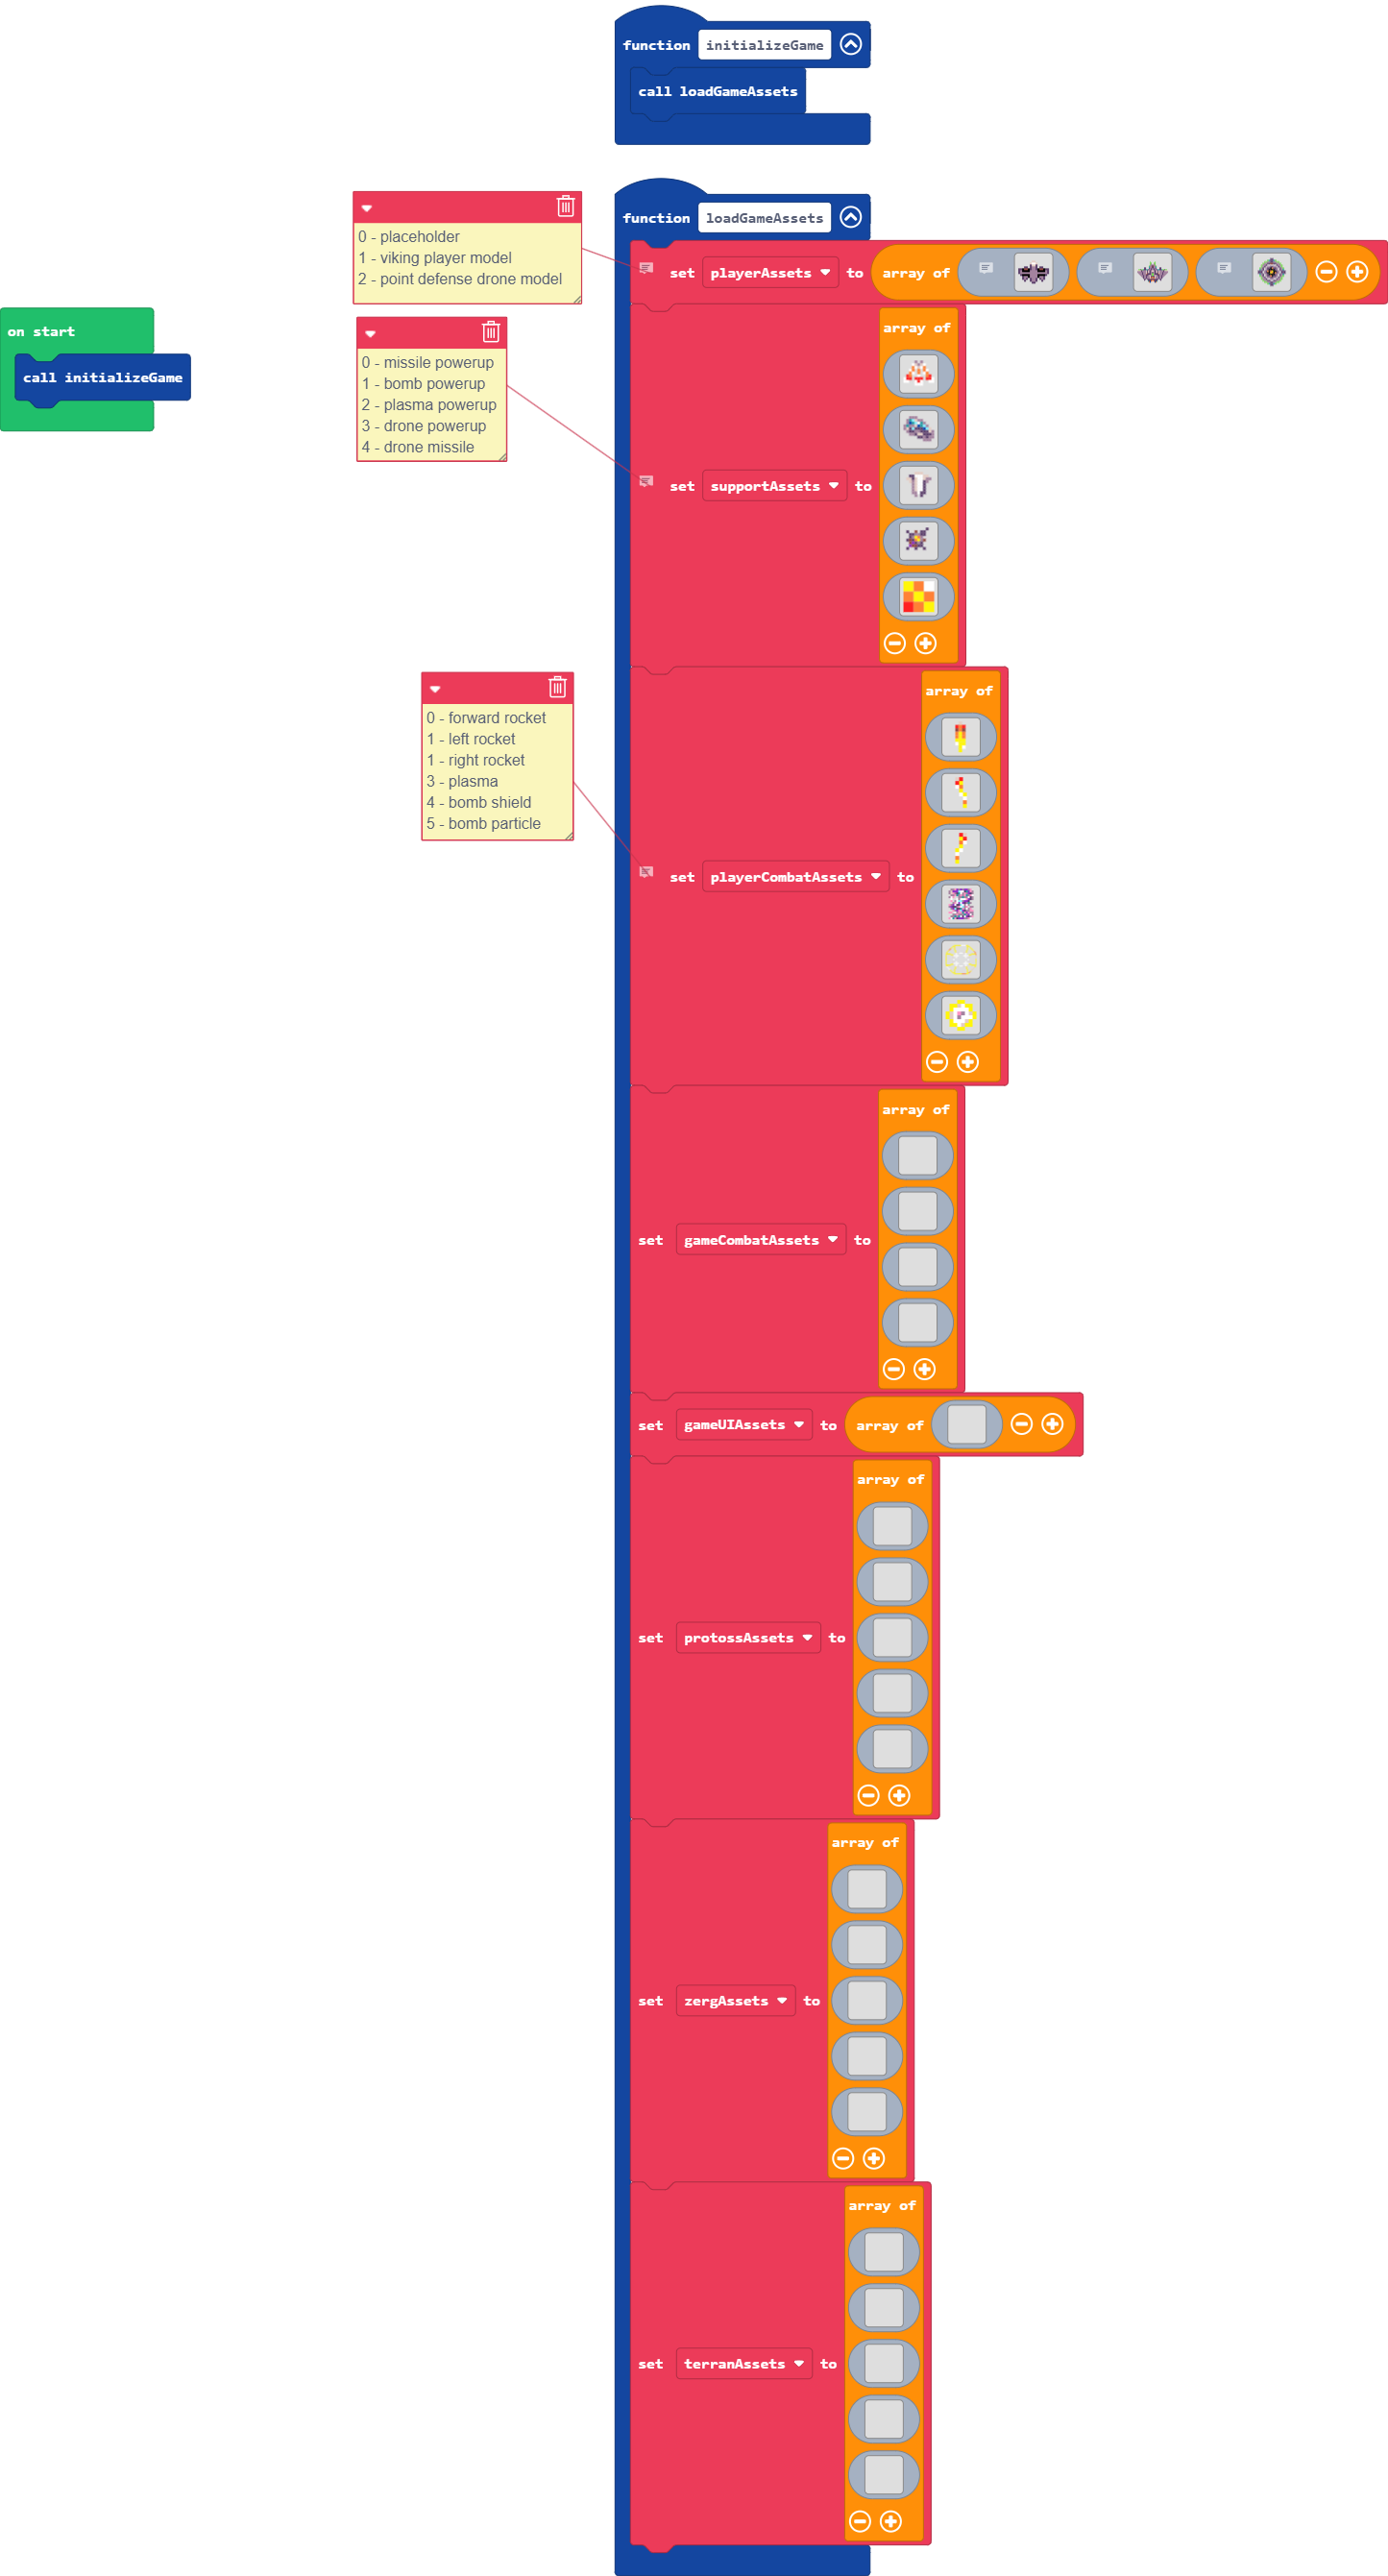 function initializeGame
call loadGameAssets
function loadGameAssets
0 - placeholder
1 - viking player model
2 - point defense drone model
set playerAssets to array of
on start
call initializeGame
0 - missile powerup
1 - bomb powerup
2 - plasma powerup
3 - drone powerup
4 - drone missile
array of
set supportAssets to
0 - forward rocket
1 - left rocket
1 - right rocket
3 - plasma
4 - bomb shield
5 - bomb particle
array of
set playerCombatAssets to
array of
set gameCombatAssets to
set gameUIAssets to array of
array of
set protossAssets to
array of
set zergAssets to
array of
set terranAssets to